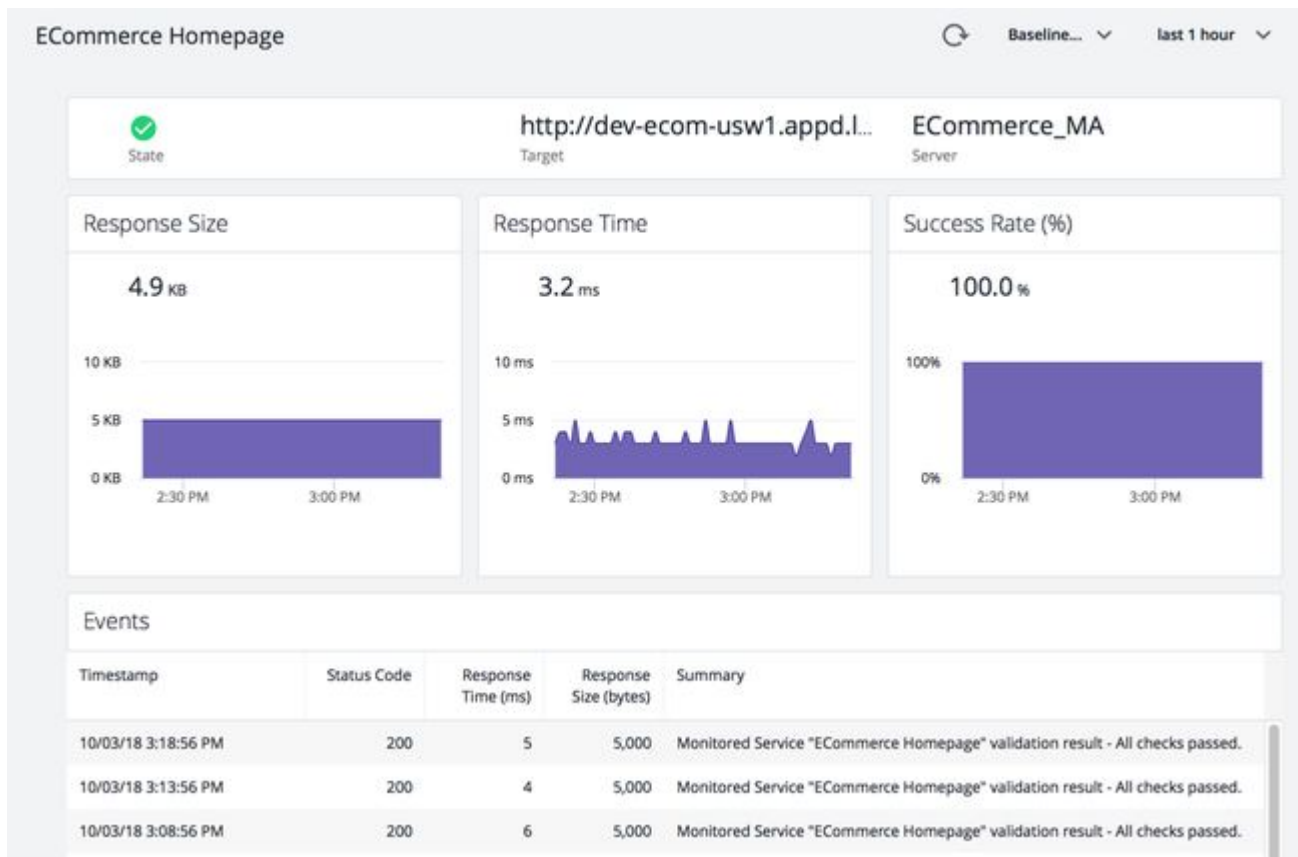 ECommerce Homepage
Baseline...
last 1 hour
State
http://dev-ecom-usw1.appd.l...
Target
ECommerce_MA
Server
Response Size
4.9 KB
10 KB
5 KB
0 KB
2:30 PM
3:00 PM
Response Time
3.2 ms
10 ms
5 ms
0 ms
2:30 PM
3:00 PM
Success Rate (%)
100.0 %
100%
0%
2:30 PM
3:00 PM
Events
Timestamp Status Code Response Time (ms) Response Size (bytes) Summary
10/03/18 3:18:56 PM 200 5 5,000 Monitored Service "ECommerce Homepage" validation result - All checks passed.
10/03/18 3:13:56 PM 200 4 5,000 Monitored Service "ECommerce Homepage" validation result - All checks passed.
10/03/18 3:08:56 PM 200 6 5,000 Monitored Service "ECommerce Homepage" validation result - All checks passed.